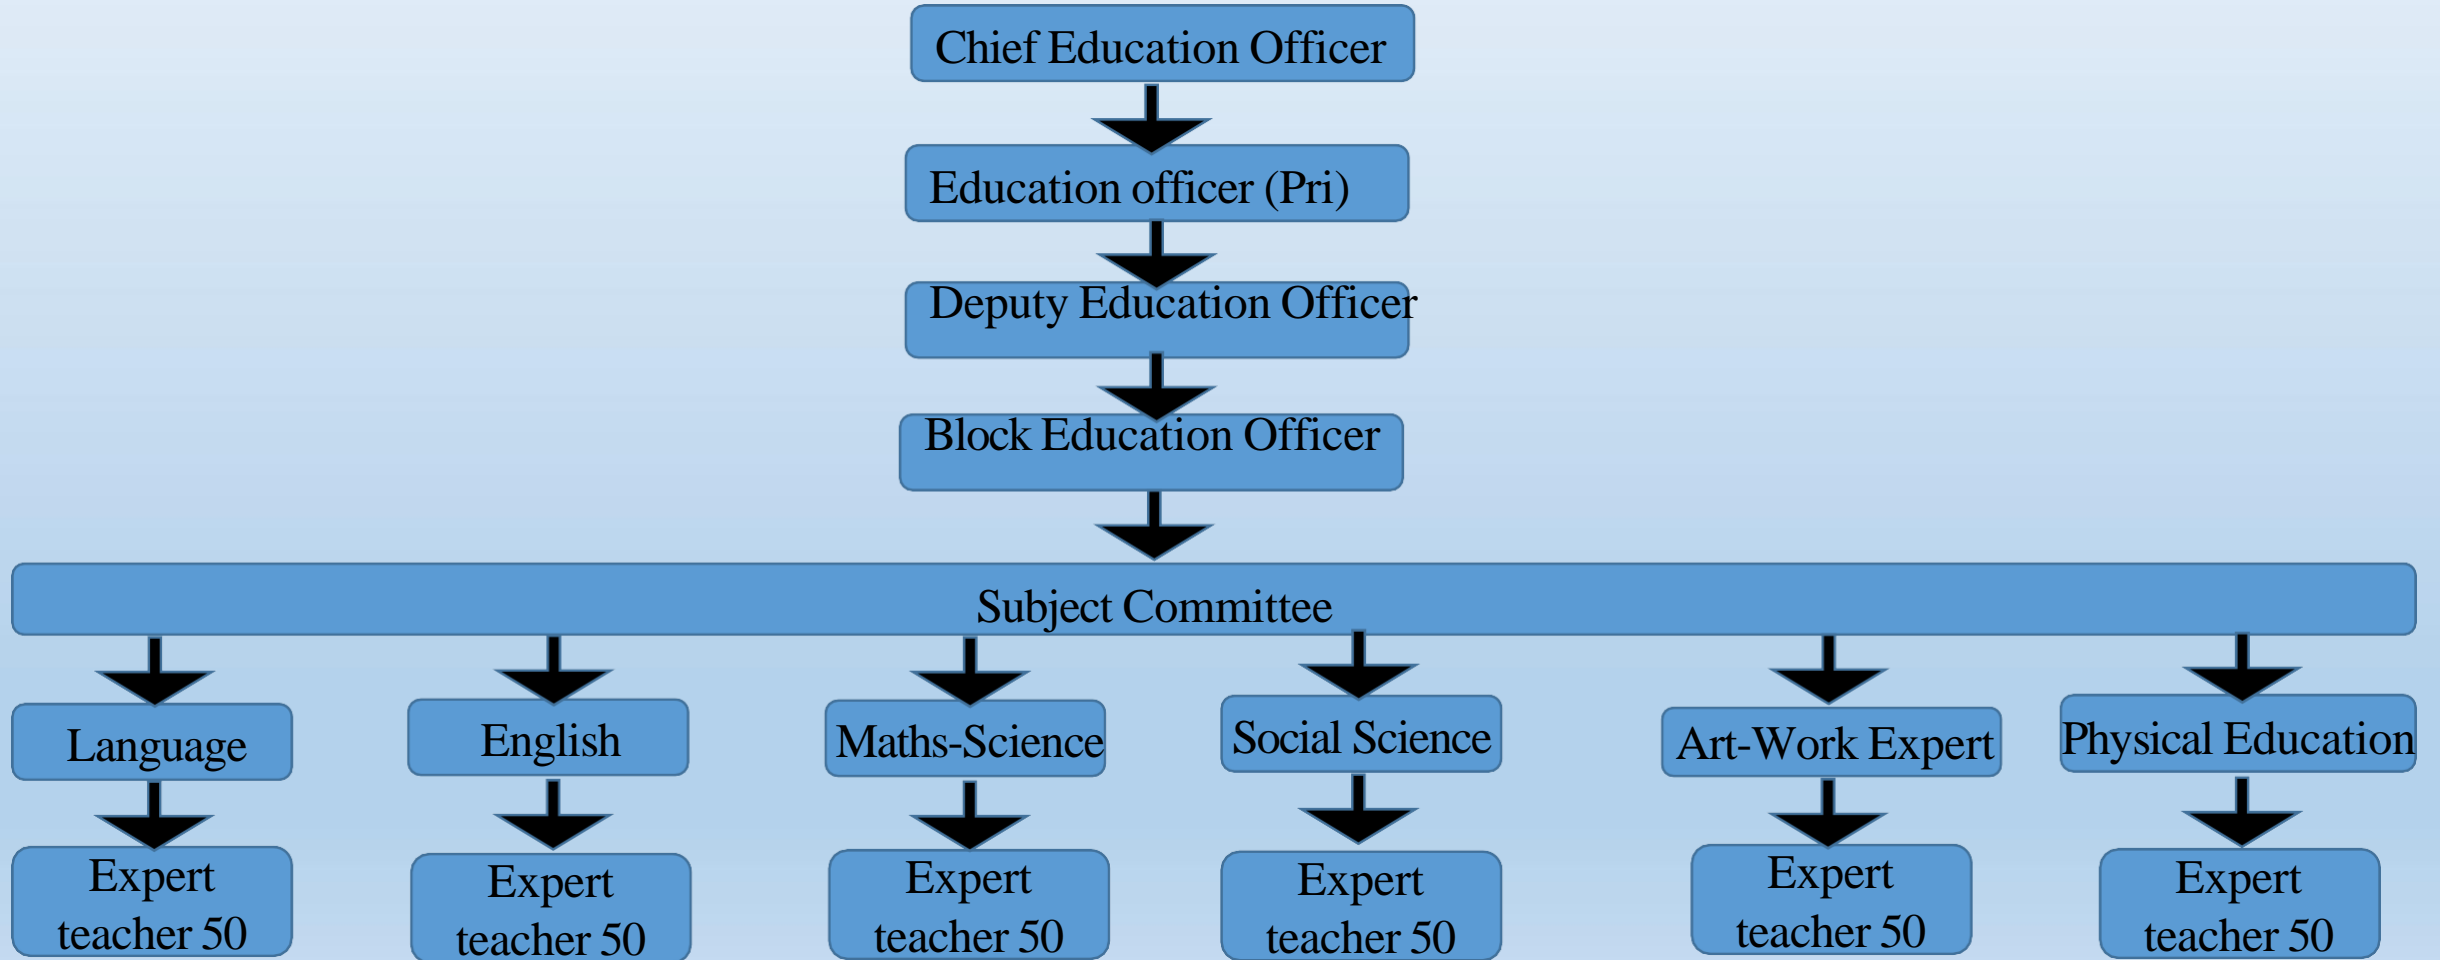 Chief Education Officer
Education officer (Pri)
Deputy Education Officer
Block Education Officer
Subject Committee
Language
English
Maths-Science
Social Science
Art-Work Expert
Physical Education
Expert
teacher 50
Expert
teacher 50
Expert
teacher 50
Expert
teacher 50
Expert
teacher 50
Expert
teacher 50